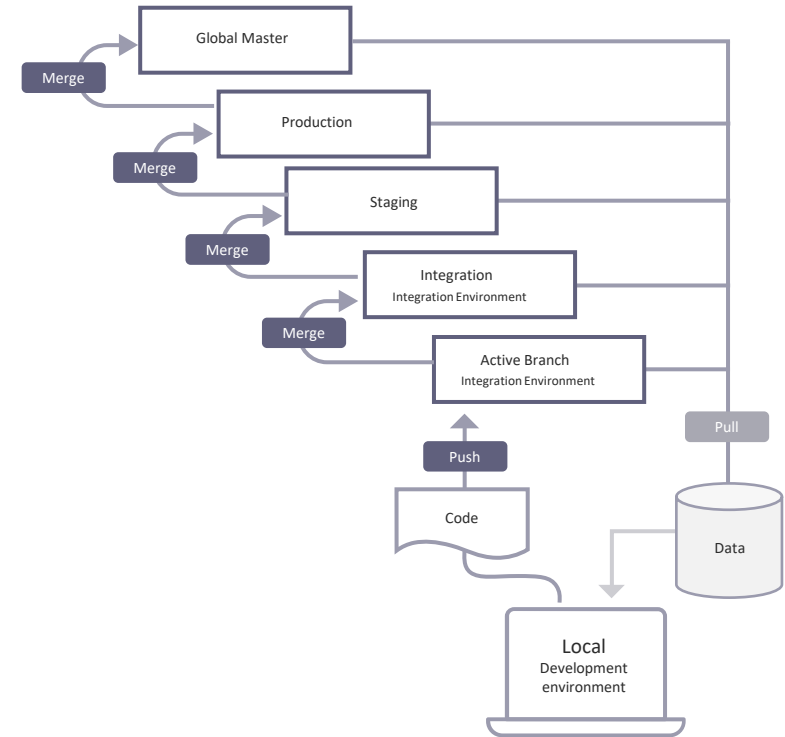 Global Master
Merge
Production
Merge
Staging
Merge
Integration
Integration Environment
Merge
Active Branch
Integration Environment
Pull
Push
Code
Data
Local
Development
environment